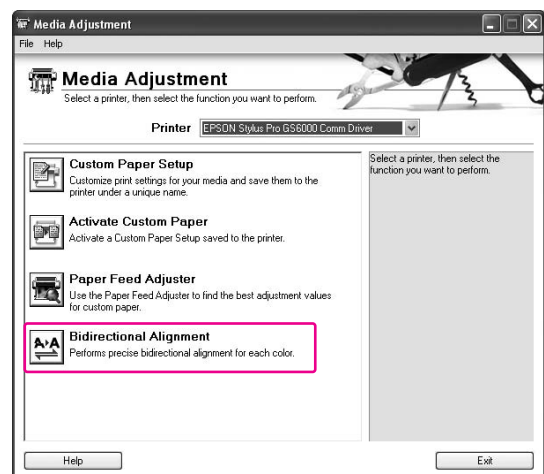 Media Adjustment
File Help
Media Adjustment
Select a printer, then select the function you want to perform.
Printer EPSON Stylus Pro GS6000 Comm Driver
Custom Paper Setup
Customize print settings for your media and save them to the
printer under a unique name.
Activate Custom Paper
Activate a Custom Paper Setup saved to the printer.
Paper Feed Adjuster
Use the Paper Feed Adjuster to find the best adjustment values
for custom paper.
A›A
Bidirectional Alignment
Performs precise bidirectional alignment for each color.
Select a printer, then select the
function you want to perform.
Help
Exit